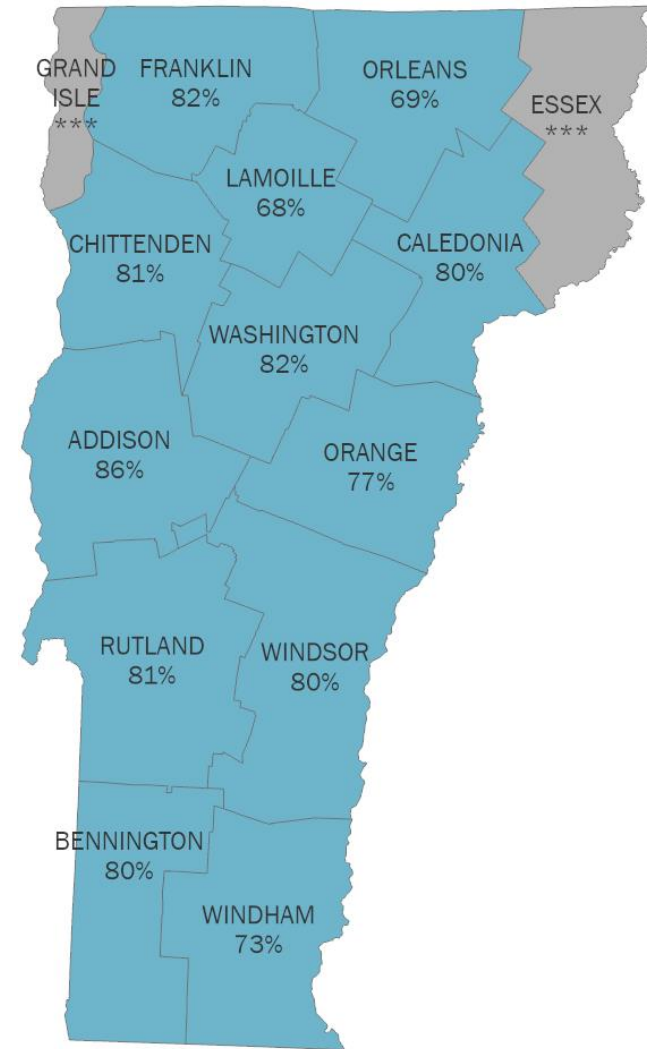 GRAND
ISLE
***
FRANKLIN
82%
ORLEANS
69%
ESSEX
***
LAMOILLE
68%
CHITTENDEN
81%
CALEDONIA
80%
WASHINGTON
82%
ADDISON
86%
ORANGE
77%
RUTLAND
81%
WINDSOR
80%
BENNINGTON
80%
WINDHAM
73%